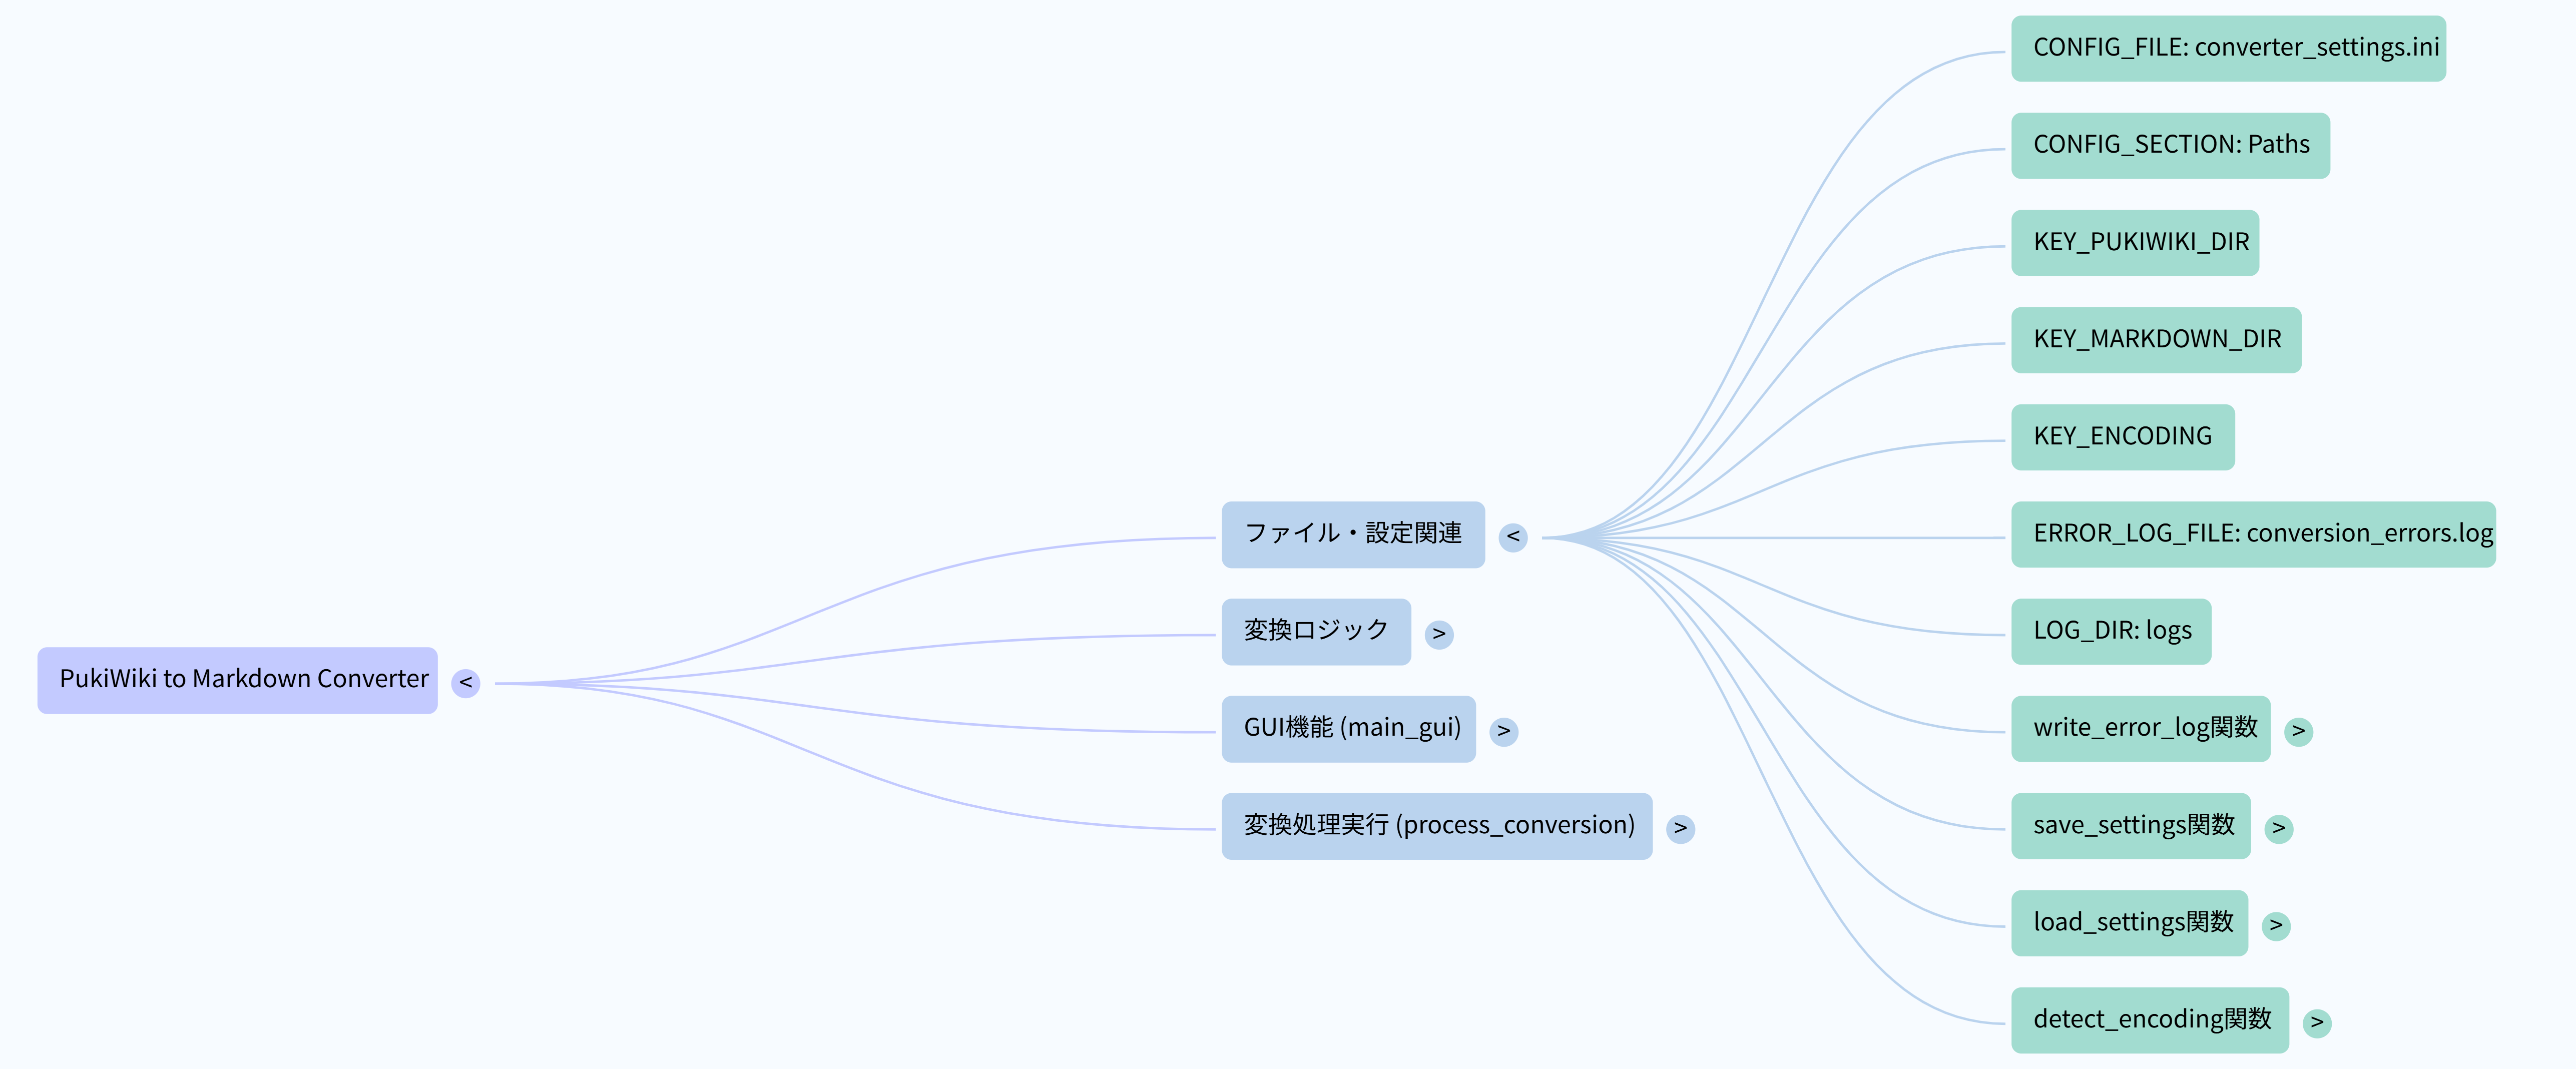 PukiWiki to Markdown Converter
<
ファイル・設定関連
<
変換ロジック
>
GUI機能 (main_gui)
>
変換処理実行 (process_conversion)
>
CONFIG_FILE: converter_settings.ini
CONFIG_SECTION: Paths
KEY_PUKIWIKI_DIR
KEY_MARKDOWN_DIR
KEY_ENCODING
ERROR_LOG_FILE: conversion_errors.log
LOG_DIR: logs
write_error_log関数
>
save_settings関数
>
load_settings関数
>
detect_encoding関数
>